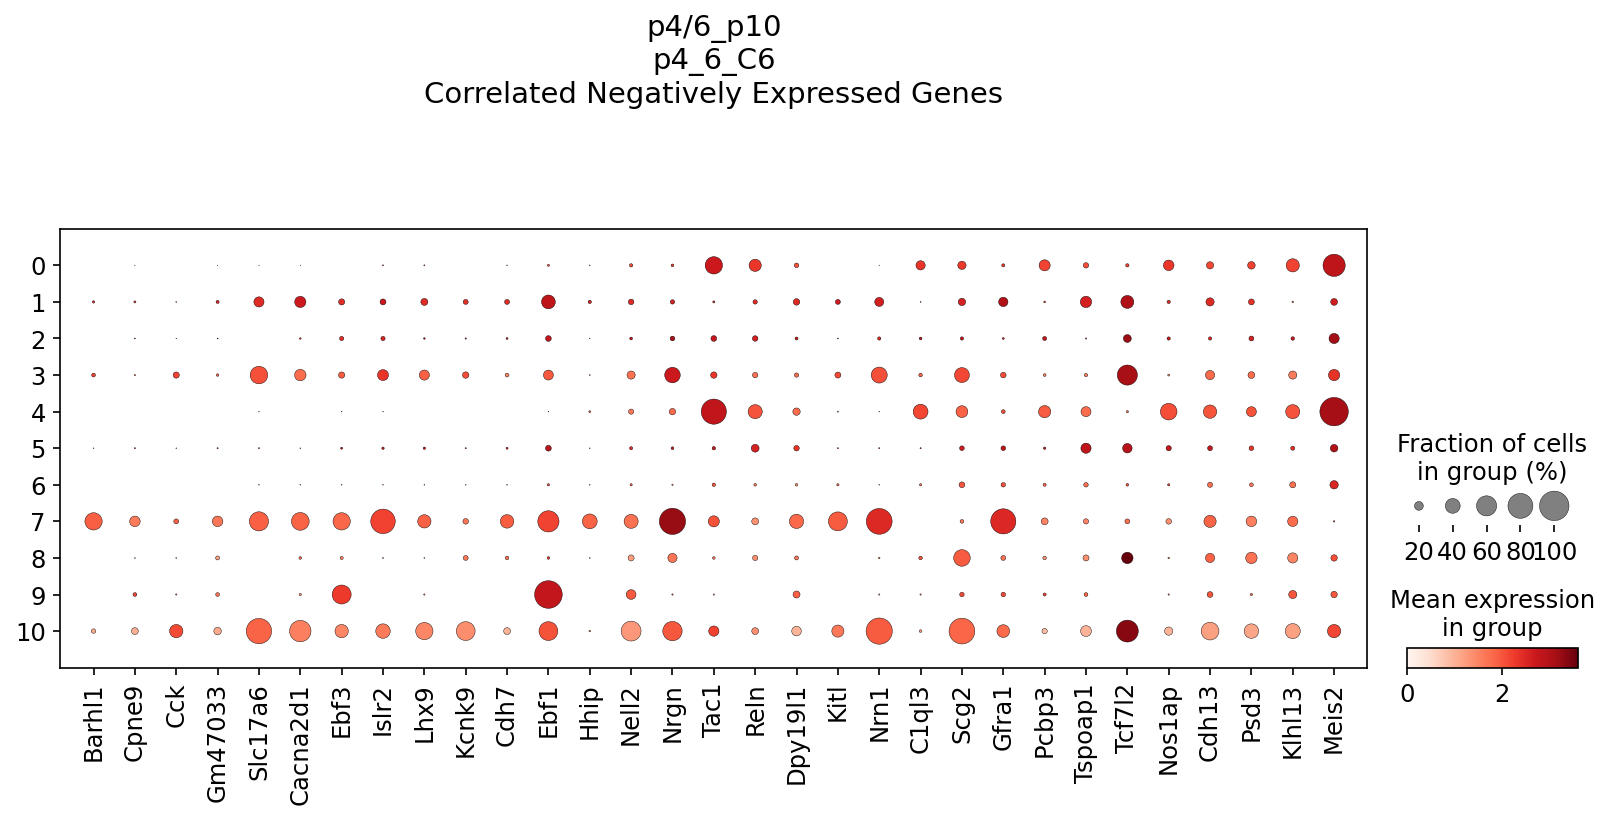 p4/6_p10
p4_6_C6
Correlated Negatively Expressed Genes
0
1
2
3
4
5
6
7
8
9
10
Barhl1
Cpne9
Cck
Gm47033
Slc17a6
Cacna2d1
Ebf3
Islr2
Lhx9
Kcnk9
Cdh7
Ebf1
Hhip
Nell2
Nrgn
Tac1
Reln
Dpy19l1
Kitl
Nrn1
C1ql3
Scg2
Gfra1
Pcbp3
Tspoap1
Tcf7l2
Nos1ap
Cdh13
Psd3
Klhl13
Meis2
Fraction of cells
in group (%)
20 40 60 80 100
Mean expression
in group
0 2